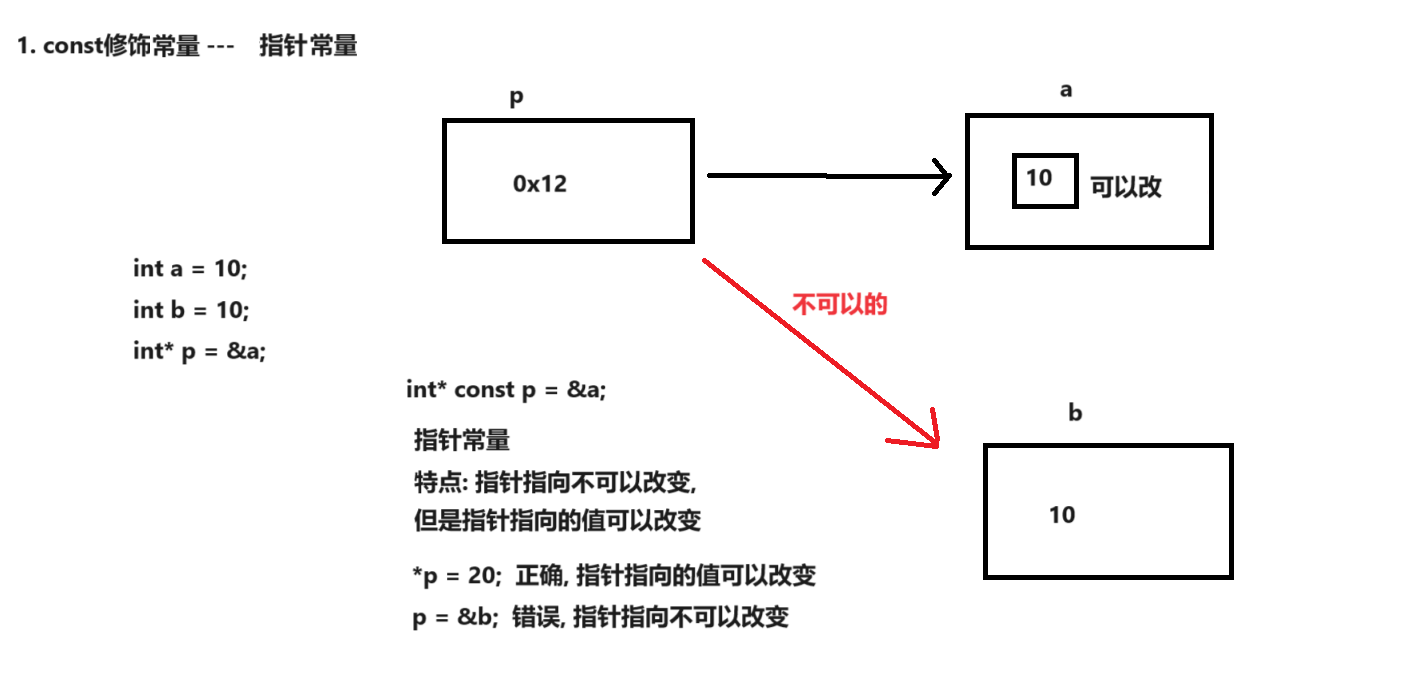 1. const修饰常量 ---   指针常量
p
a
0x12
10
可以改
int a = 10;
int b = 10;
int* p = &a;
不可以的
int* const p = &a;
b
指针常量
特点: 指针指向不可以改变,
但是指针指向的值可以改变
10
*p = 20;  正确, 指针指向的值可以改变
p = &b;  错误, 指针指向不可以改变